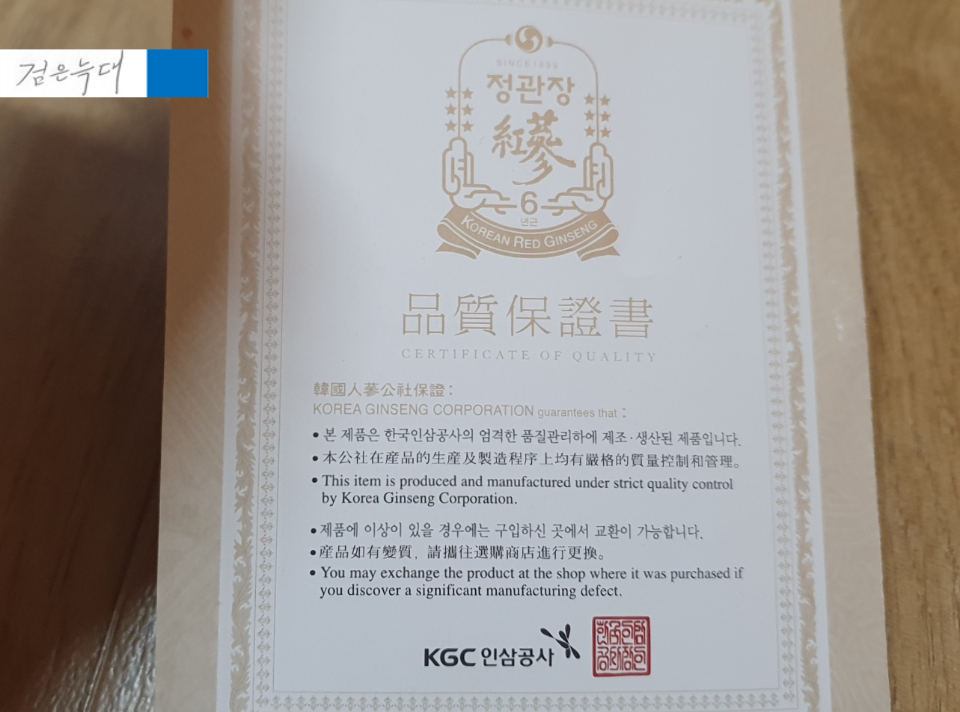 검은늑대
SINCE 1899
정관장
紅蔘
6
년근
KOREAN RED GINSENG
品質保證書
CERTIFICATE OF QUALITY
韓國人蔘公社保證：
KOREA GINSENG CORPORATION guarantees that :
• 본 제품은 한국인삼공사의 엄격한 품질관리하에 제조·생산된 제품입니다.
• 本公社在産品的生産及製造程序上均有嚴格的質量控制和管理。
• This item is produced and manufactured under strict quality control
by Korea Ginseng Corporation.
• 제품에 이상이 있을 경우에는 구입하신 곳에서 교환이 가능합니다.
• 産品如有變質，請攜往選購商店進行更換。
• You may exchange the product at the shop where it was purchased if
you discover a significant manufacturing defect.
KGC 인삼공사